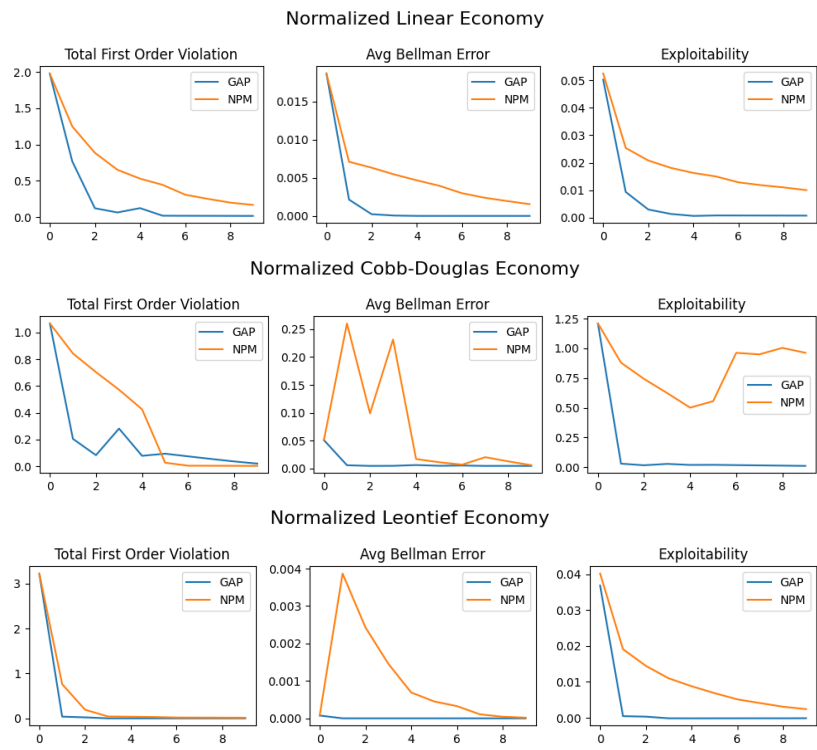 Normalized Linear Economy
Total First Order Violation
Avg Bellman Error
Exploitability
2.0
1.5
1.0
0.5
0.0
GAP
NPM
0 2 4 6 8
0.015
0.010
0.005
0.000
GAP
NPM
0 2 4 6 8
0.05
0.04
0.03
0.02
0.01
0.00
GAP
NPM
0 2 4 6 8
Normalized Cobb-Douglas Economy
Total First Order Violation
Avg Bellman Error
Exploitability
1.0
0.8
0.6
0.4
0.2
0.0
GAP
NPM
0 2 4 6 8
0.25
0.20
0.15
0.10
0.05
0.00
GAP
NPM
0 2 4 6 8
1.25
1.00
0.75
0.50
0.25
0.00
GAP
NPM
0 2 4 6 8
Normalized Leontief Economy
Total First Order Violation
Avg Bellman Error
Exploitability
3
2
1
0
GAP
NPM
0 2 4 6 8
0.004
0.003
0.002
0.001
0.000
GAP
NPM
0 2 4 6 8
0.04
0.03
0.02
0.01
0.00
GAP
NPM
0 2 4 6 8